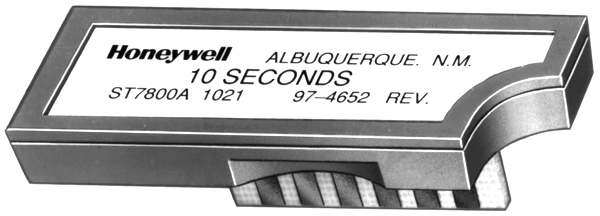 Honeywell ALBUQUERQUE. N.M.
10 SECONDS
ST7800A 1021 97-4652 REV.